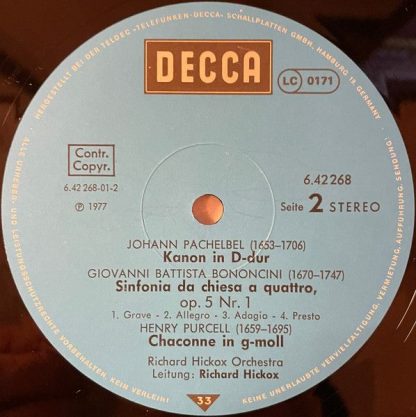 HERGESTELLT BEI DER TELDEC »TELEFUNKEN-DECCA« SCHALLPLATTEN GMBH, HAMBURG 19 GERMANY
DECCA
LC 0171
Contr.
Copyr.
6.42 268-01-2
Ⓟ 1977
6.42 268
Seite 2 STEREO
JOHANN PACHELBEL (1653-1706)
Kanon in D-dur
GIOVANNI BATTISTA BONONCINI (1670-1747)
Sinfonia da chiesa a quattro,
op. 5 Nr. 1
1. Grave - 2. Allegro - 3. Adagio - 4. Presto
HENRY PURCELL (1659-1695)
Chaconne in g-moll
Richard Hickox Orchestra
Leitung: Richard Hickox
33
ALLE URHEBER- UND LEISTUNGSSCHUTZRECHTE VORBEHALTEN. KEIN VERLEIH!
KEINE UNERLAUBTE VERVIELFÄLTIGUNG, VERMIETUNG, AUFFÜHRUNG, SENDUNG!